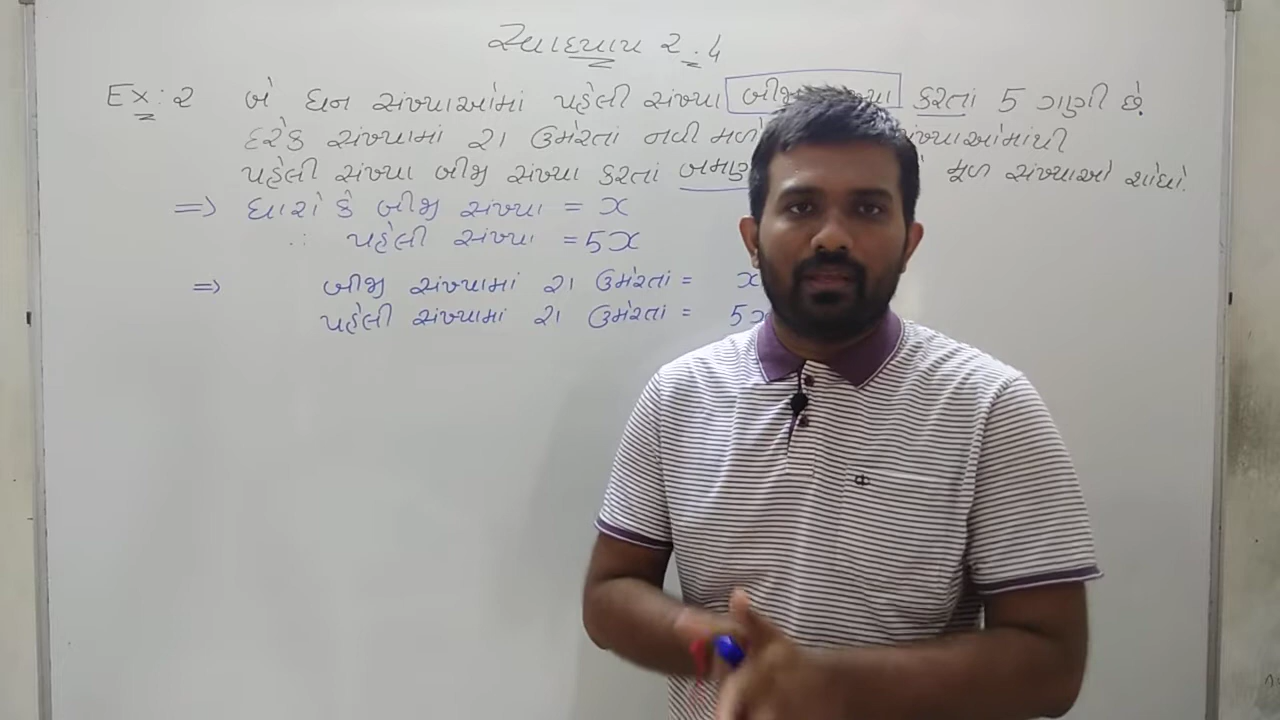 સ્વાધ્યાય ૨.૪
Ex:૨ બે ધન સંખ્યાઓમાં પહેલી સંખ્યા બીજી સંખ્યા કરતાં 5 ગણી છે.
દરેક સંખ્યામાં ૨૧ ઉમેરતાં નવી મળે સંખ્યાઓમાંથી
પહેલી સંખ્યા બીજી સંખ્યા કરતાં બમણ મૂળ સંખ્યાઓ શોધો.
=> ધારો કે બીજી સંખ્યા = x
∴ પહેલી સંખ્યા = 5x
=> બીજી સંખ્યામાં ૨૧ ઉમેરતાં = x
પહેલી સંખ્યામાં ૨૧ ઉમેરતાં = 5x